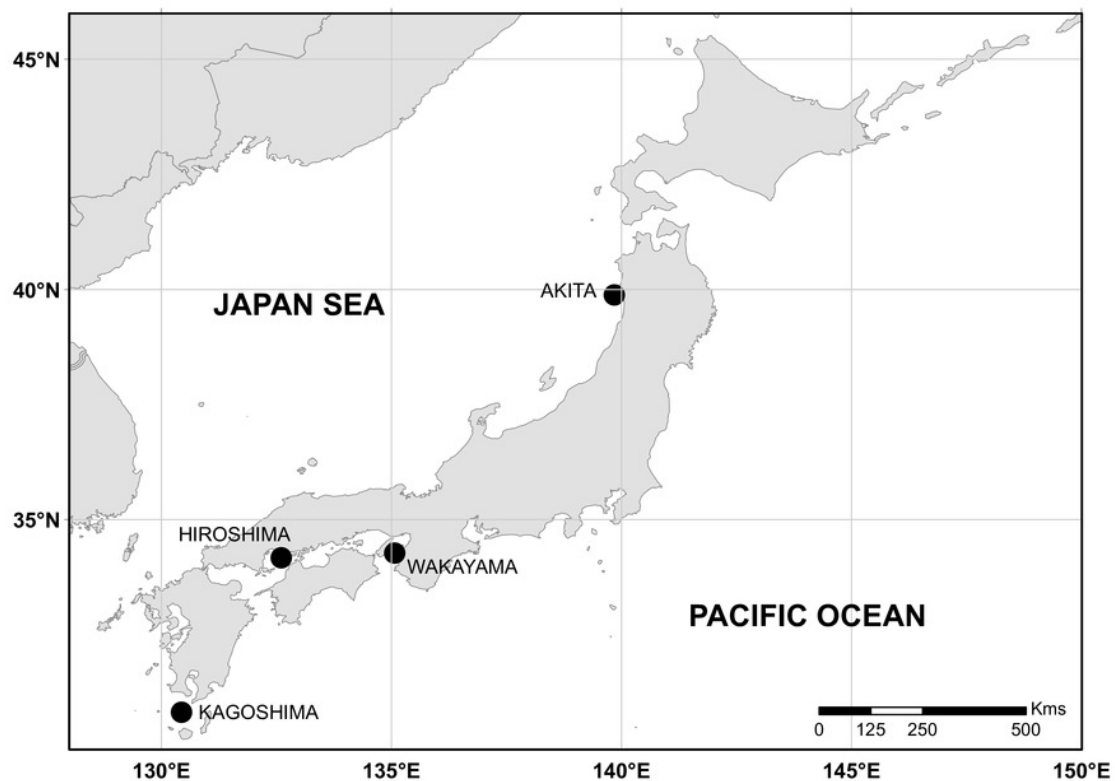 45°N
40°N
AKITA
JAPAN SEA
35°N
HIROSHIMA
WAKAYAMA
PACIFIC OCEAN
KAGOSHIMA
Kms
0 125 250 500
130°E 135°E 140°E 145°E 150°E